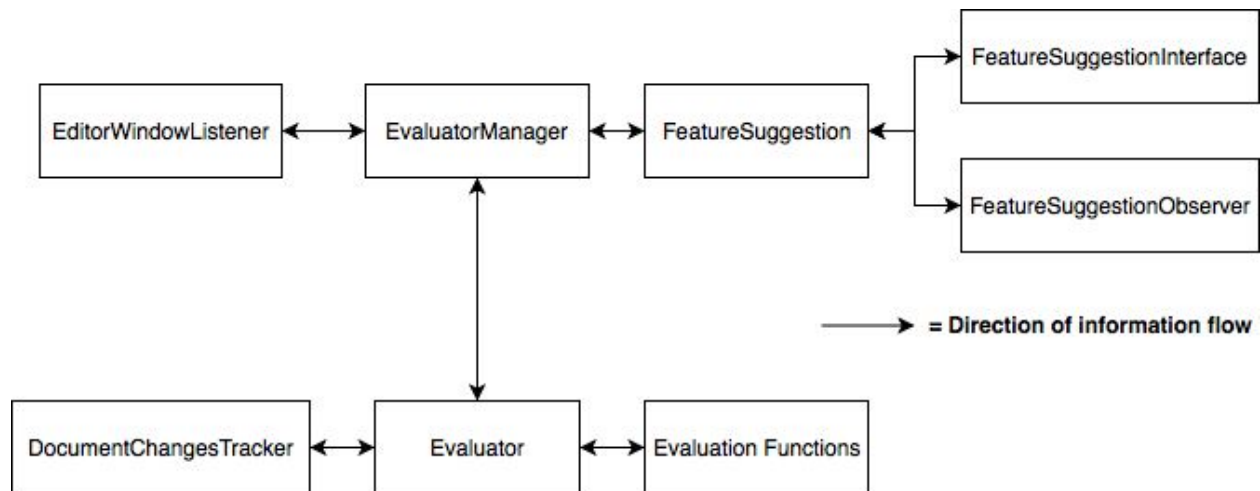 FeatureSuggestionInterface
EditorWindowListener
EvaluatorManager
FeatureSuggestion
FeatureSuggestionObserver
= Direction of information flow
DocumentChangesTracker
Evaluator
Evaluation Functions